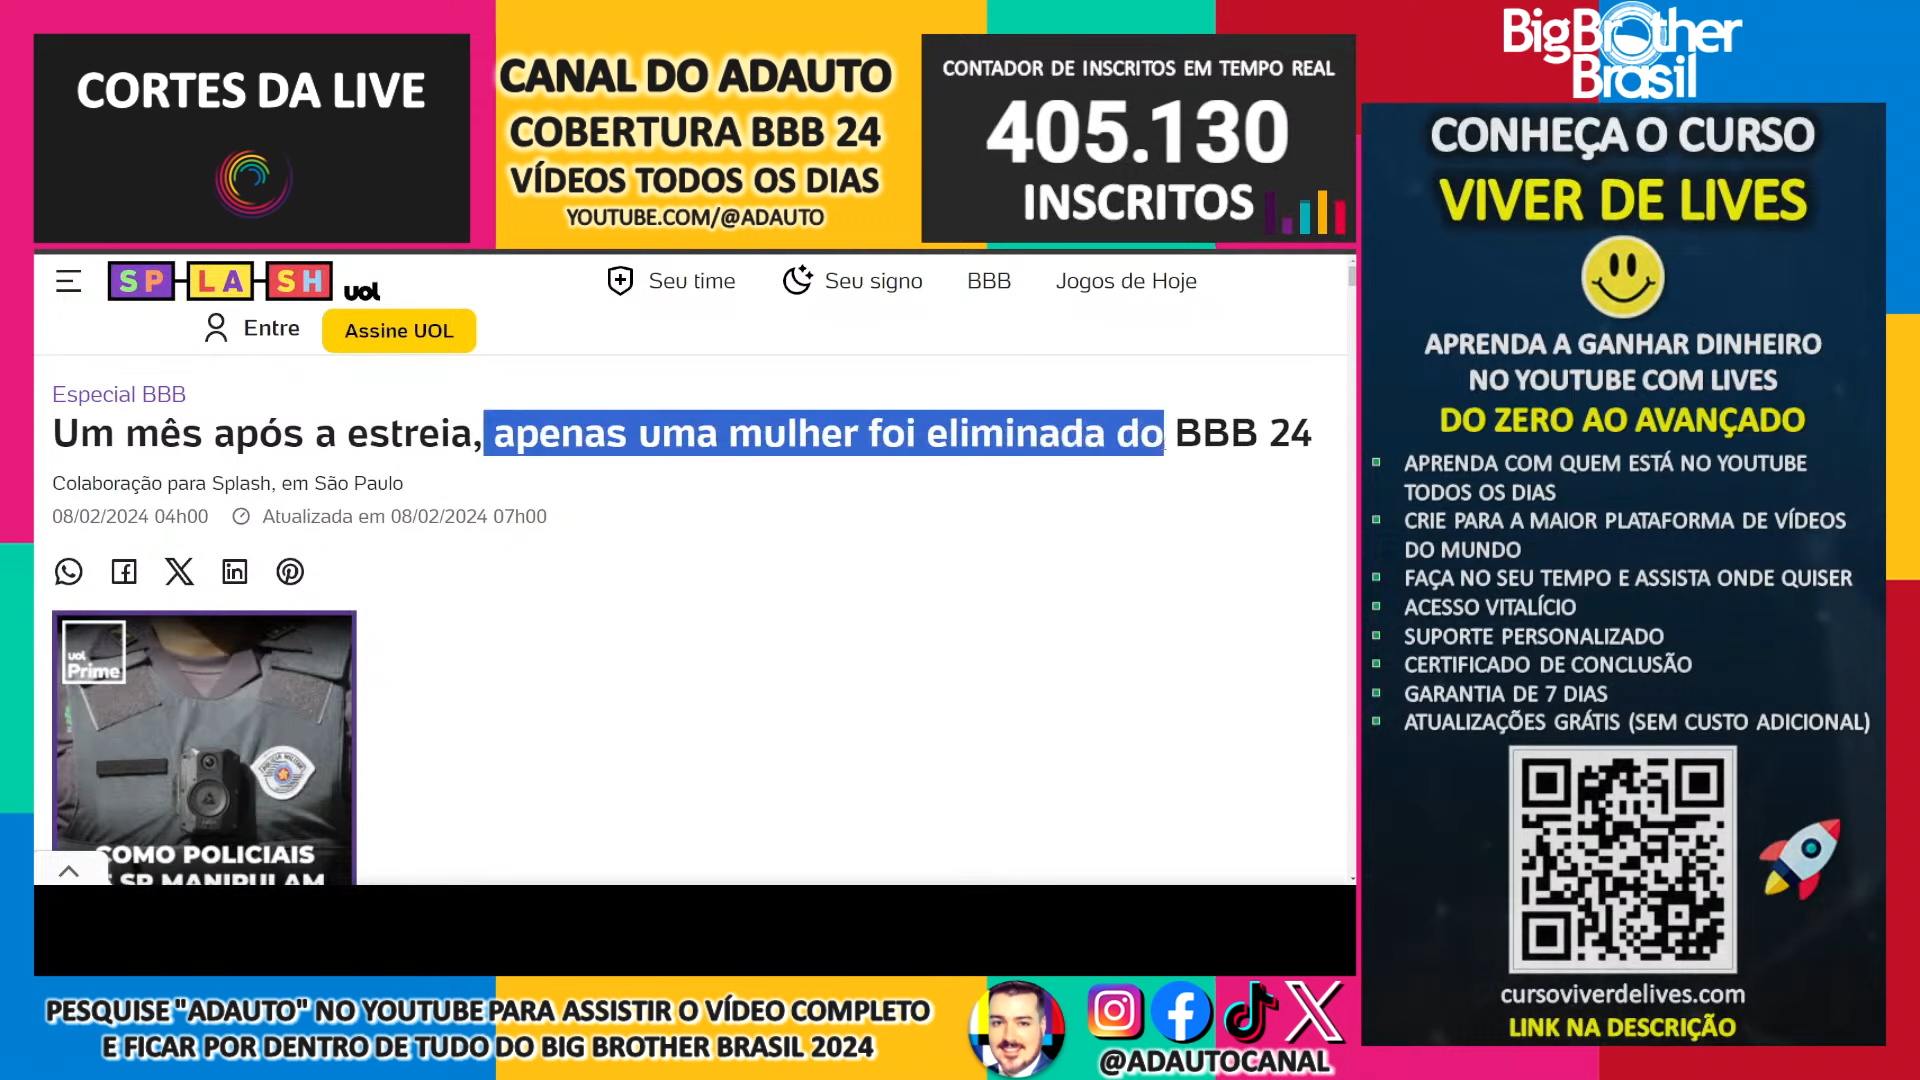 CORTES DA LIVE
CANAL DO ADAUTO
COBERTURA BBB 24
VÍDEOS TODOS OS DIAS
YOUTUBE.COM/@ADAUTO
CONTADOR DE INSCRITOS EM TEMPO REAL
405.130
INSCRITOS
BigBrother
Brasil
SPLASH uol
Seu time
Seu signo
BBB
Jogos de Hoje
Entre
Assine UOL
Especial BBB
Um mês após a estreia, apenas uma mulher foi eliminada do BBB 24
Colaboração para Splash, em São Paulo
08/02/2024 04h00 Atualizada em 08/02/2024 07h00
uol
Prime
COMO POLICIAIS
SP MANIPULAM
CONHEÇA O CURSO
VIVER DE LIVES
APRENDA A GANHAR DINHEIRO
NO YOUTUBE COM LIVES
DO ZERO AO AVANÇADO
APRENDA COM QUEM ESTÁ NO YOUTUBE
TODOS OS DIAS
CRIE PARA A MAIOR PLATAFORMA DE VÍDEOS
DO MUNDO
FAÇA NO SEU TEMPO E ASSISTA ONDE QUISER
ACESSO VITALÍCIO
SUPORTE PERSONALIZADO
CERTIFICADO DE CONCLUSÃO
GARANTIA DE 7 DIAS
ATUALIZAÇÕES GRÁTIS (SEM CUSTO ADICIONAL)
cursoviverdelives.com
LINK NA DESCRIÇÃO
PESQUISE "ADAUTO" NO YOUTUBE PARA ASSISTIR O VÍDEO COMPLETO
E FICAR POR DENTRO DE TUDO DO BIG BROTHER BRASIL 2024
@ADAUTOCANAL